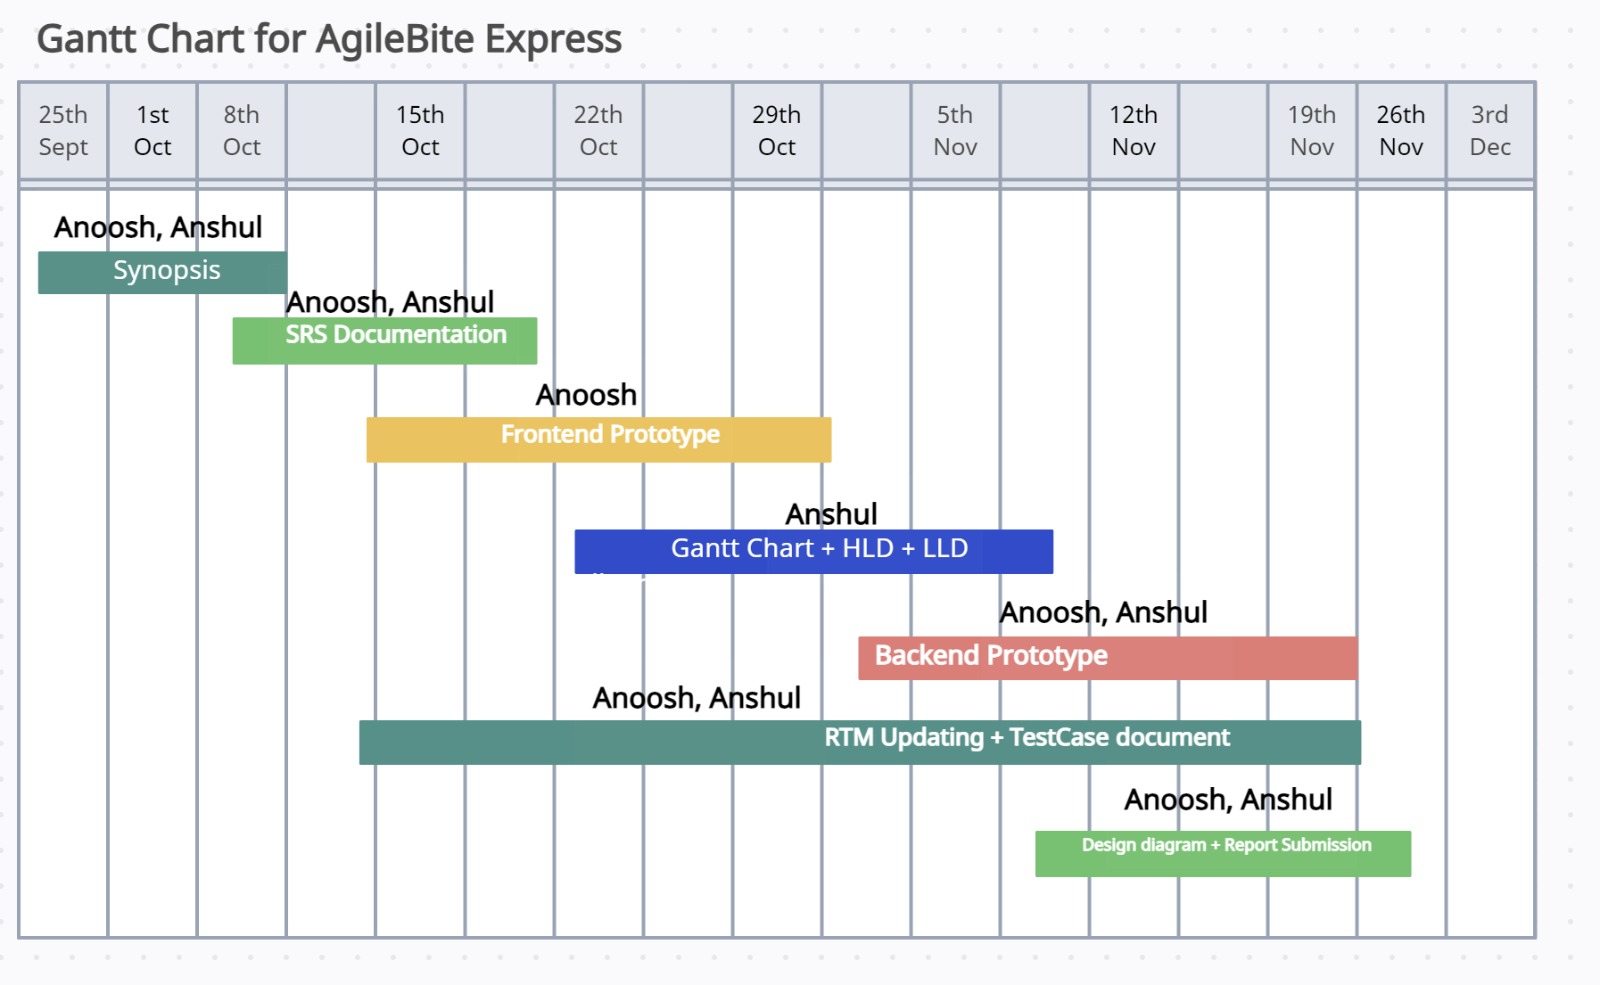 Gantt Chart for AgileBite Express
25th Sept
1st Oct
8th Oct
15th Oct
22th Oct
29th Oct
5th Nov
12th Nov
19th Nov
26th Nov
3rd Dec
Anoosh, Anshul
Synopsis
Anoosh, Anshul
SRS Documentation
Anoosh
Frontend Prototype
Anshul
Gantt Chart + HLD + LLD
Anoosh, Anshul
Backend Prototype
Anoosh, Anshul
RTM Updating + TestCase document
Anoosh, Anshul
Design diagram + Report Submission